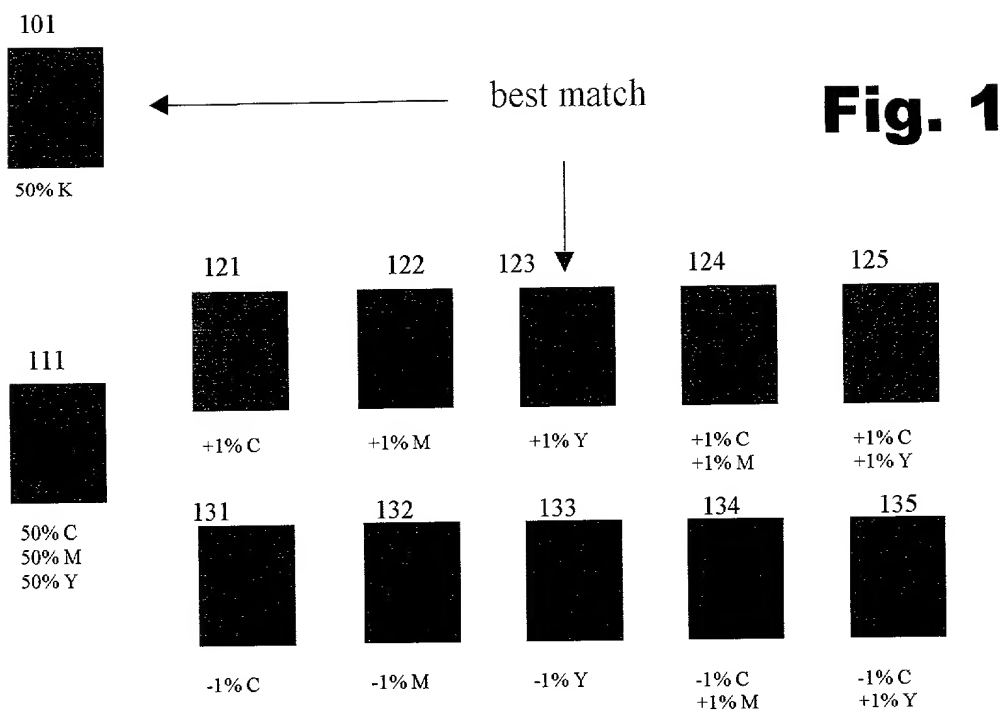 101
best match
Fig. 1
50% K
121
122
123
124
125
111
+1% C
+1% M
+1% Y
+1% C
+1% M
+1% C
+1% Y
50% C
50% M
50% Y
131
132
133
134
135
-1% C
-1% M
-1% Y
-1% C
+1% M
-1% C
+1% Y